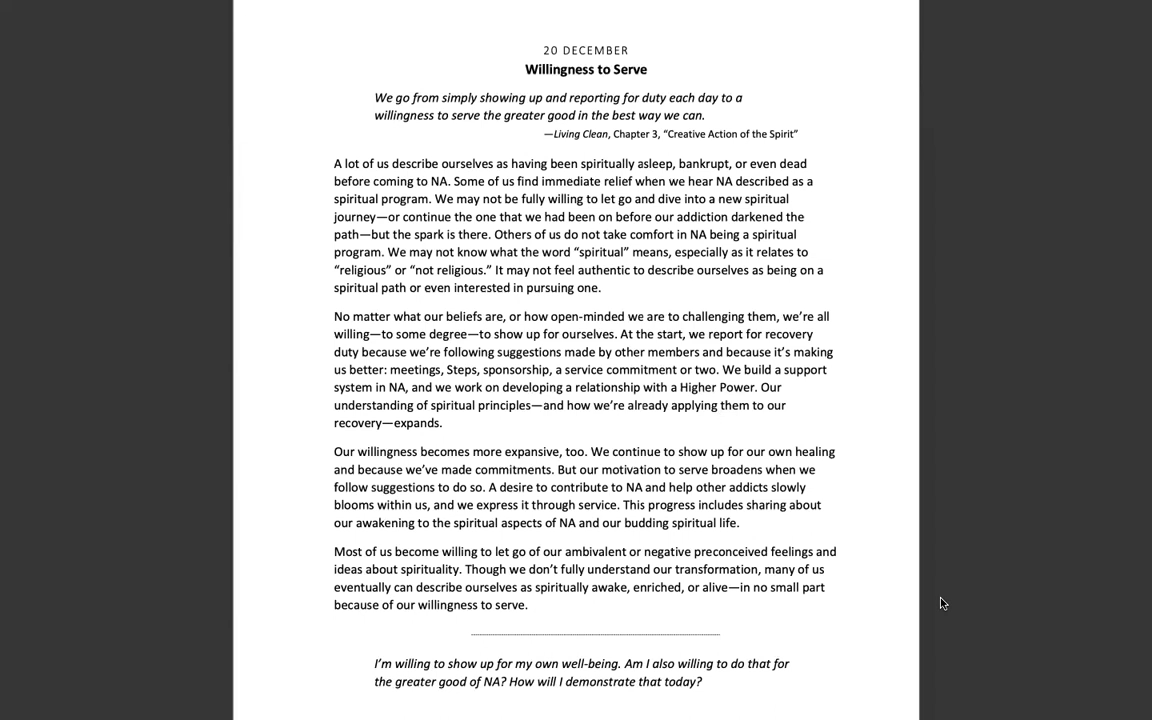 20 DECEMBER
Willingness to Serve
We go from simply showing up and reporting for duty each day to a
willingness to serve the greater good in the best way we can.
—Living Clean, Chapter 3, “Creative Action of the Spirit”
A lot of us describe ourselves as having been spiritually asleep, bankrupt, or even dead
before coming to NA. Some of us find immediate relief when we hear NA described as a
spiritual program. We may not be fully willing to let go and dive into a new spiritual
journey—or continue the one that we had been on before our addiction darkened the
path—but the spark is there. Others of us do not take comfort in NA being a spiritual
program. We may not know what the word “spiritual” means, especially as it relates to
“religious” or “not religious.” It may not feel authentic to describe ourselves as being on a
spiritual path or even interested in pursuing one.
No matter what our beliefs are, or how open-minded we are to challenging them, we’re all
willing—to some degree—to show up for ourselves. At the start, we report for recovery
duty because we’re following suggestions made by other members and because it’s making
us better: meetings, Steps, sponsorship, a service commitment or two. We build a support
system in NA, and we work on developing a relationship with a Higher Power. Our
understanding of spiritual principles—and how we’re already applying them to our
recovery—expands.
Our willingness becomes more expansive, too. We continue to show up for our own healing
and because we’ve made commitments. But our motivation to serve broadens when we
follow suggestions to do so. A desire to contribute to NA and help other addicts slowly
blooms within us, and we express it through service. This progress includes sharing about
our awakening to the spiritual aspects of NA and our budding spiritual life.
Most of us become willing to let go of our ambivalent or negative preconceived feelings and
ideas about spirituality. Though we don’t fully understand our transformation, many of us
eventually can describe ourselves as spiritually awake, enriched, or alive—in no small part
because of our willingness to serve.
I’m willing to show up for my own well-being. Am I also willing to do that for
the greater good of NA? How will I demonstrate that today?